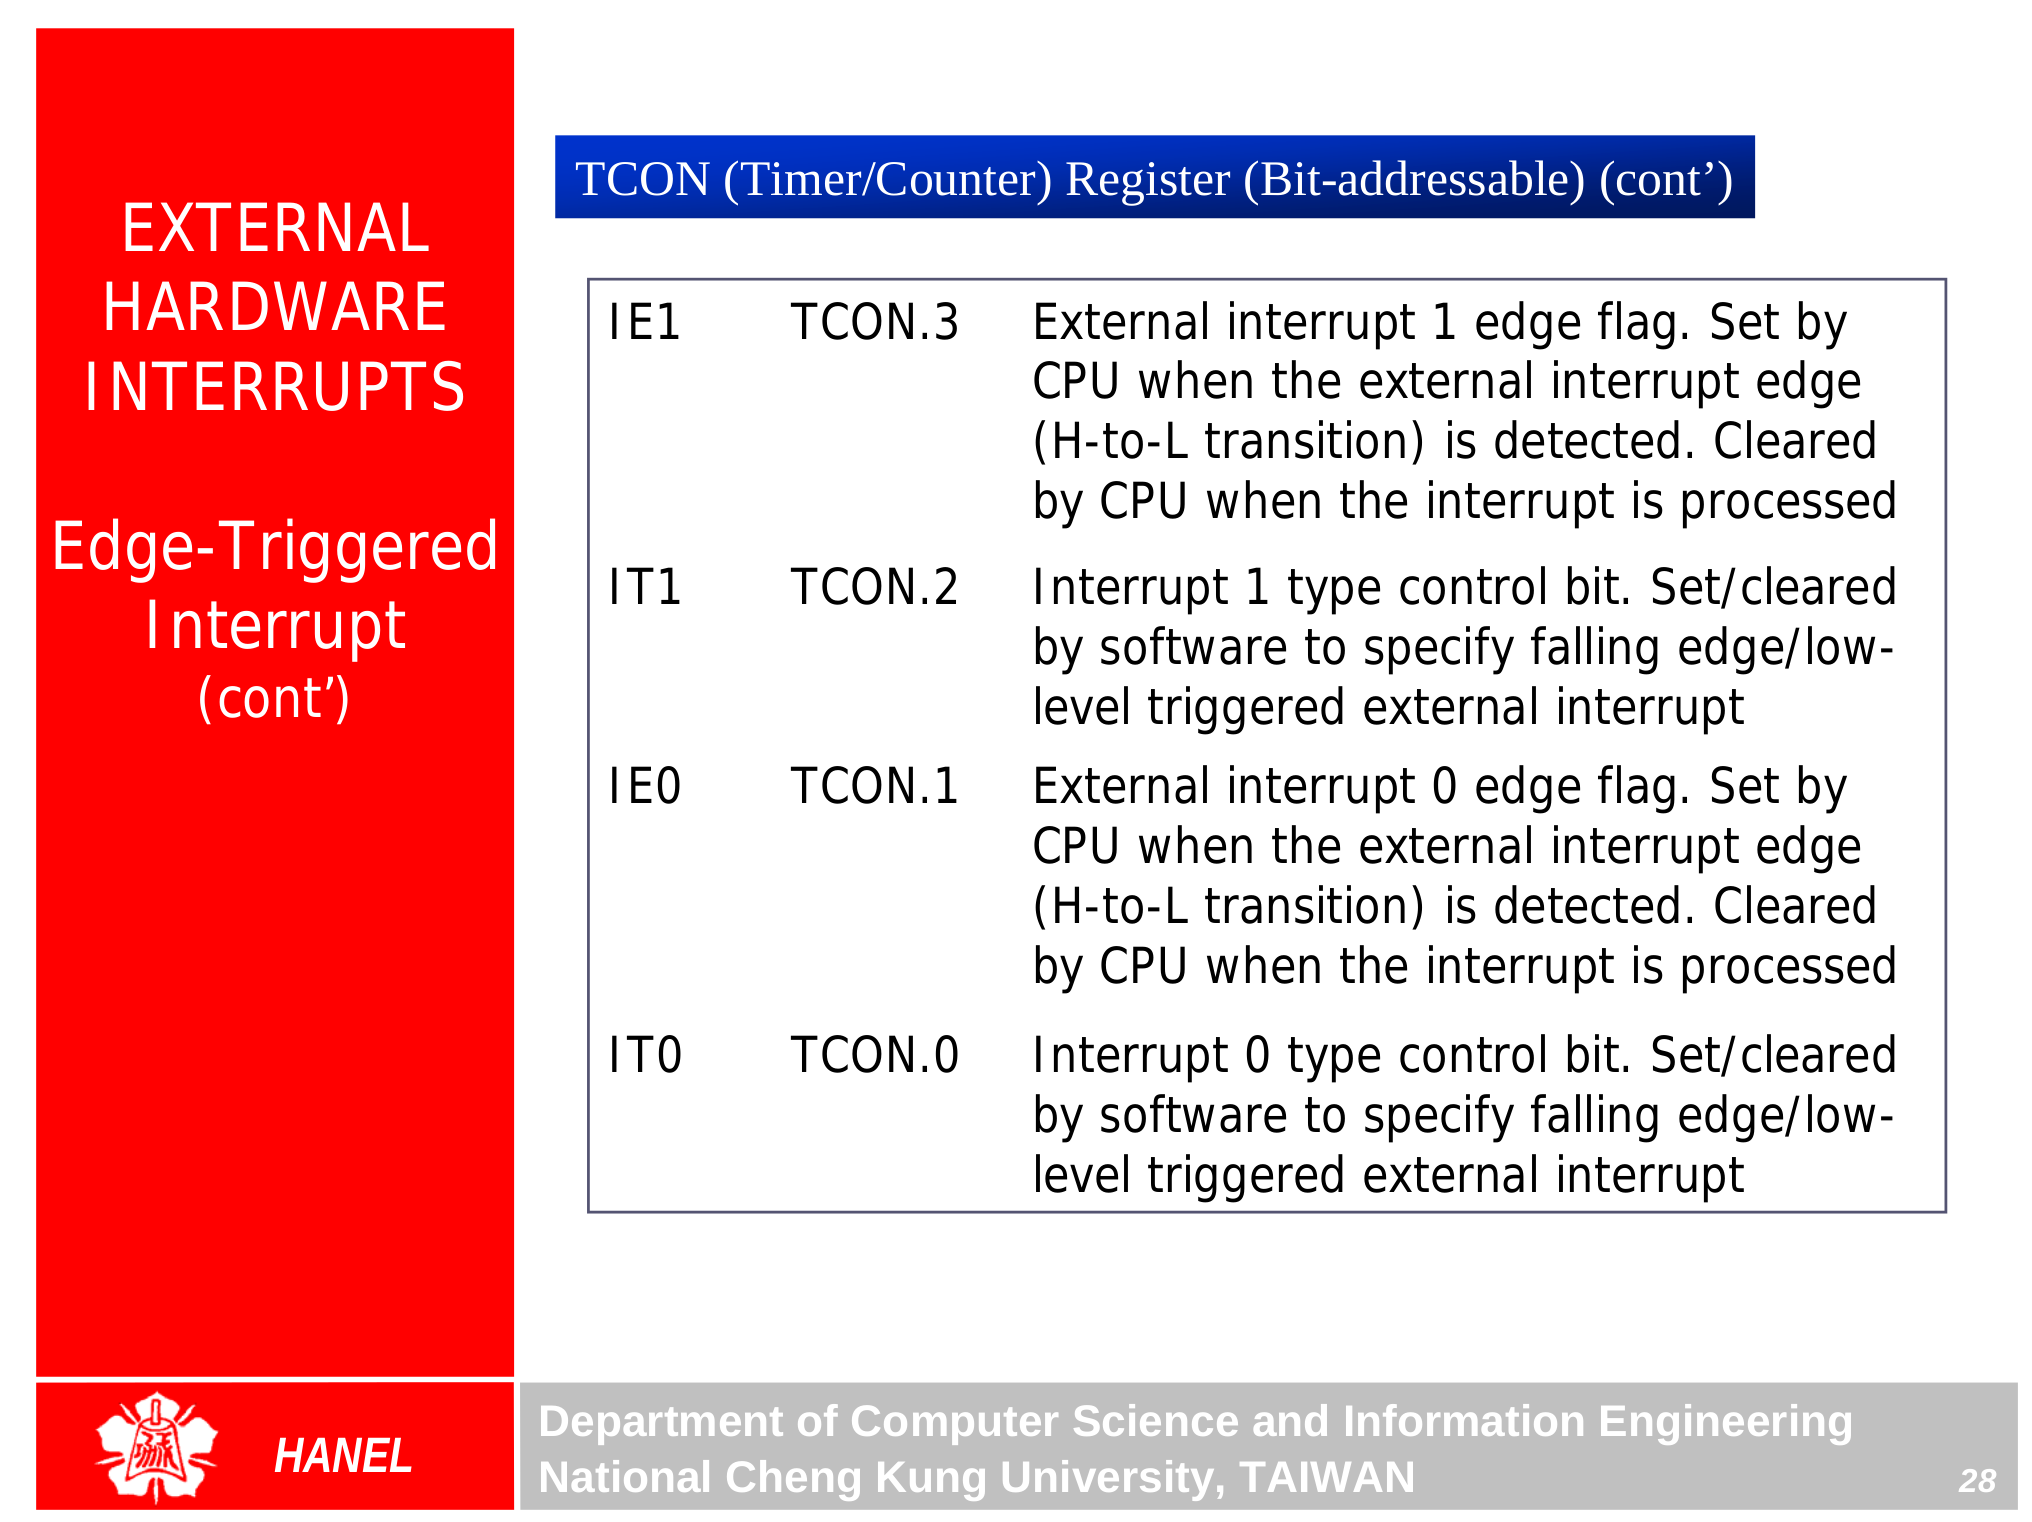 EXTERNAL
HARDWARE
INTERRUPTS
Edge-Triggered
Interrupt
(cont’)
TCON (Timer/Counter) Register (Bit-addressable) (cont’)
IE1 TCON.3 External interrupt 1 edge flag. Set by
CPU when the external interrupt edge
(H-to-L transition) is detected. Cleared
by CPU when the interrupt is processed
IT1 TCON.2 Interrupt 1 type control bit. Set/cleared
by software to specify falling edge/low-
level triggered external interrupt
IE0 TCON.1 External interrupt 0 edge flag. Set by
CPU when the external interrupt edge
(H-to-L transition) is detected. Cleared
by CPU when the interrupt is processed
IT0 TCON.0 Interrupt 0 type control bit. Set/cleared
by software to specify falling edge/low-
level triggered external interrupt
HANEL
Department of Computer Science and Information Engineering
National Cheng Kung University, TAIWAN
28